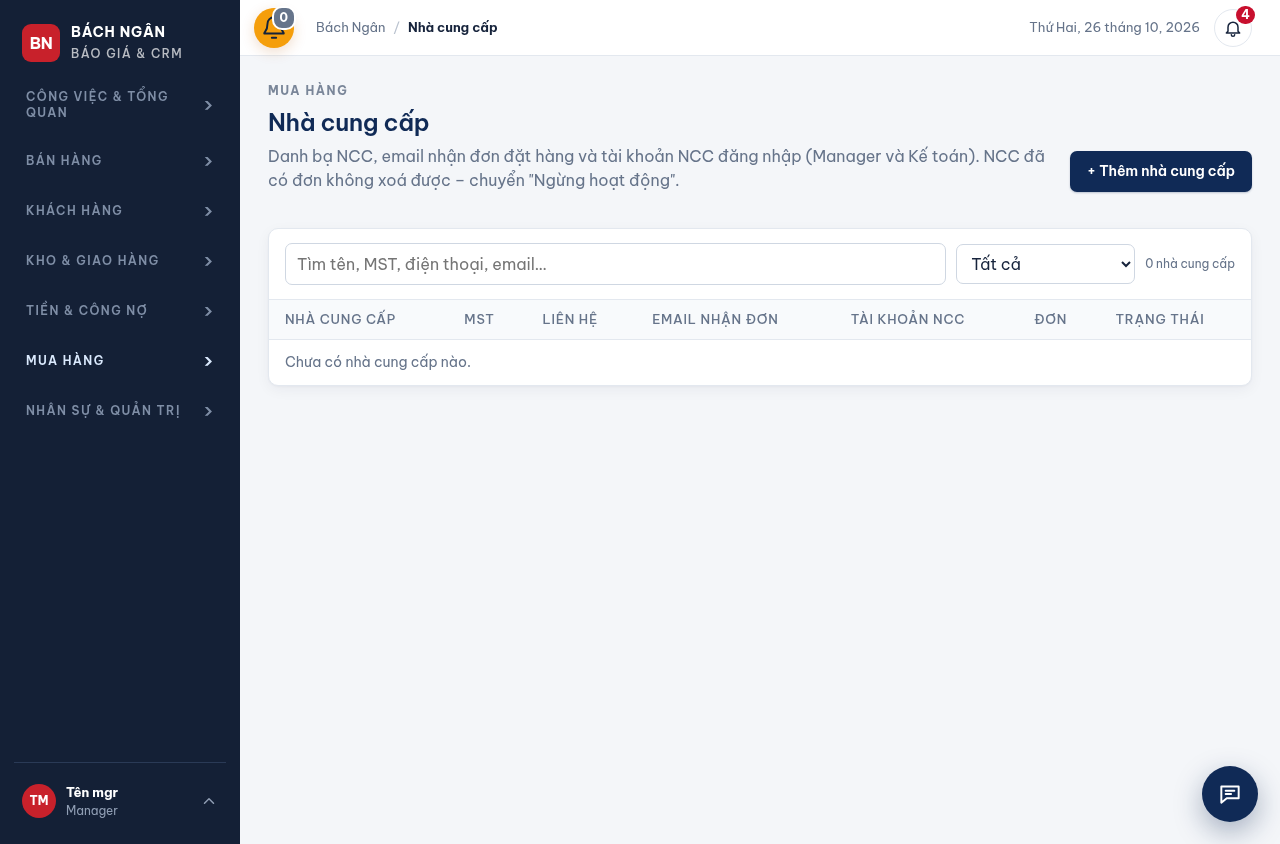 BN
BÁCH NGÂN
BÁO GIÁ & CRM
CÔNG VIỆC & TỔNG
QUAN
BÁN HÀNG
KHÁCH HÀNG
KHO & GIAO HÀNG
TIỀN & CÔNG NỢ
MUA HÀNG
NHÂN SỰ & QUẢN TRỊ
TM
Tên mgr
Manager
0
Bách Ngân / Nhà cung cấp
Thứ Hai, 26 tháng 10, 2026
4
MUA HÀNG
Nhà cung cấp
Danh bạ NCC, email nhận đơn đặt hàng và tài khoản NCC đăng nhập (Manager và Kế toán). NCC đã
có đơn không xoá được – chuyển "Ngừng hoạt động".
+ Thêm nhà cung cấp
Tìm tên, MST, điện thoại, email…
Tất cả
0 nhà cung cấp
NHÀ CUNG CẤP MST LIÊN HỆ EMAIL NHẬN ĐƠN TÀI KHOẢN NCC ĐƠN TRẠNG THÁI
Chưa có nhà cung cấp nào.